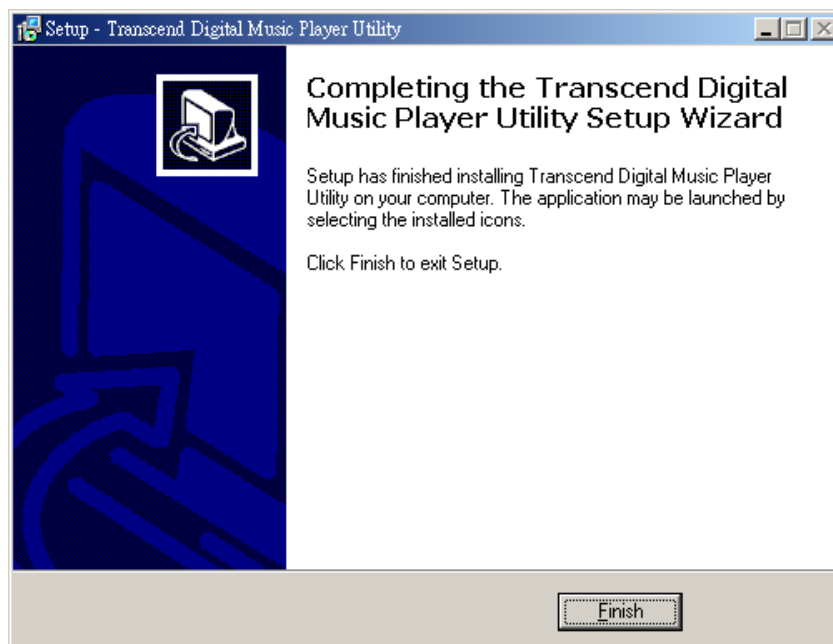 Setup - Transcend Digital Music Player Utility
Completing the Transcend Digital
Music Player Utility Setup Wizard
Setup has finished installing Transcend Digital Music Player
Utility on your computer. The application may be launched by
selecting the installed icons.
Click Finish to exit Setup.
Finish